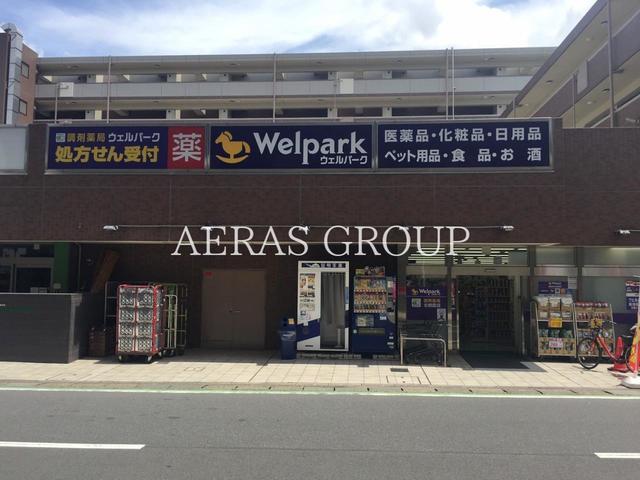 調剤薬局 ウェルパーク
処方せん受付
薬
Welpark
ウェルパーク
医薬品・化粧品・日用品
ペット用品・食 品・お 酒
AERAS GROUP
Welpark